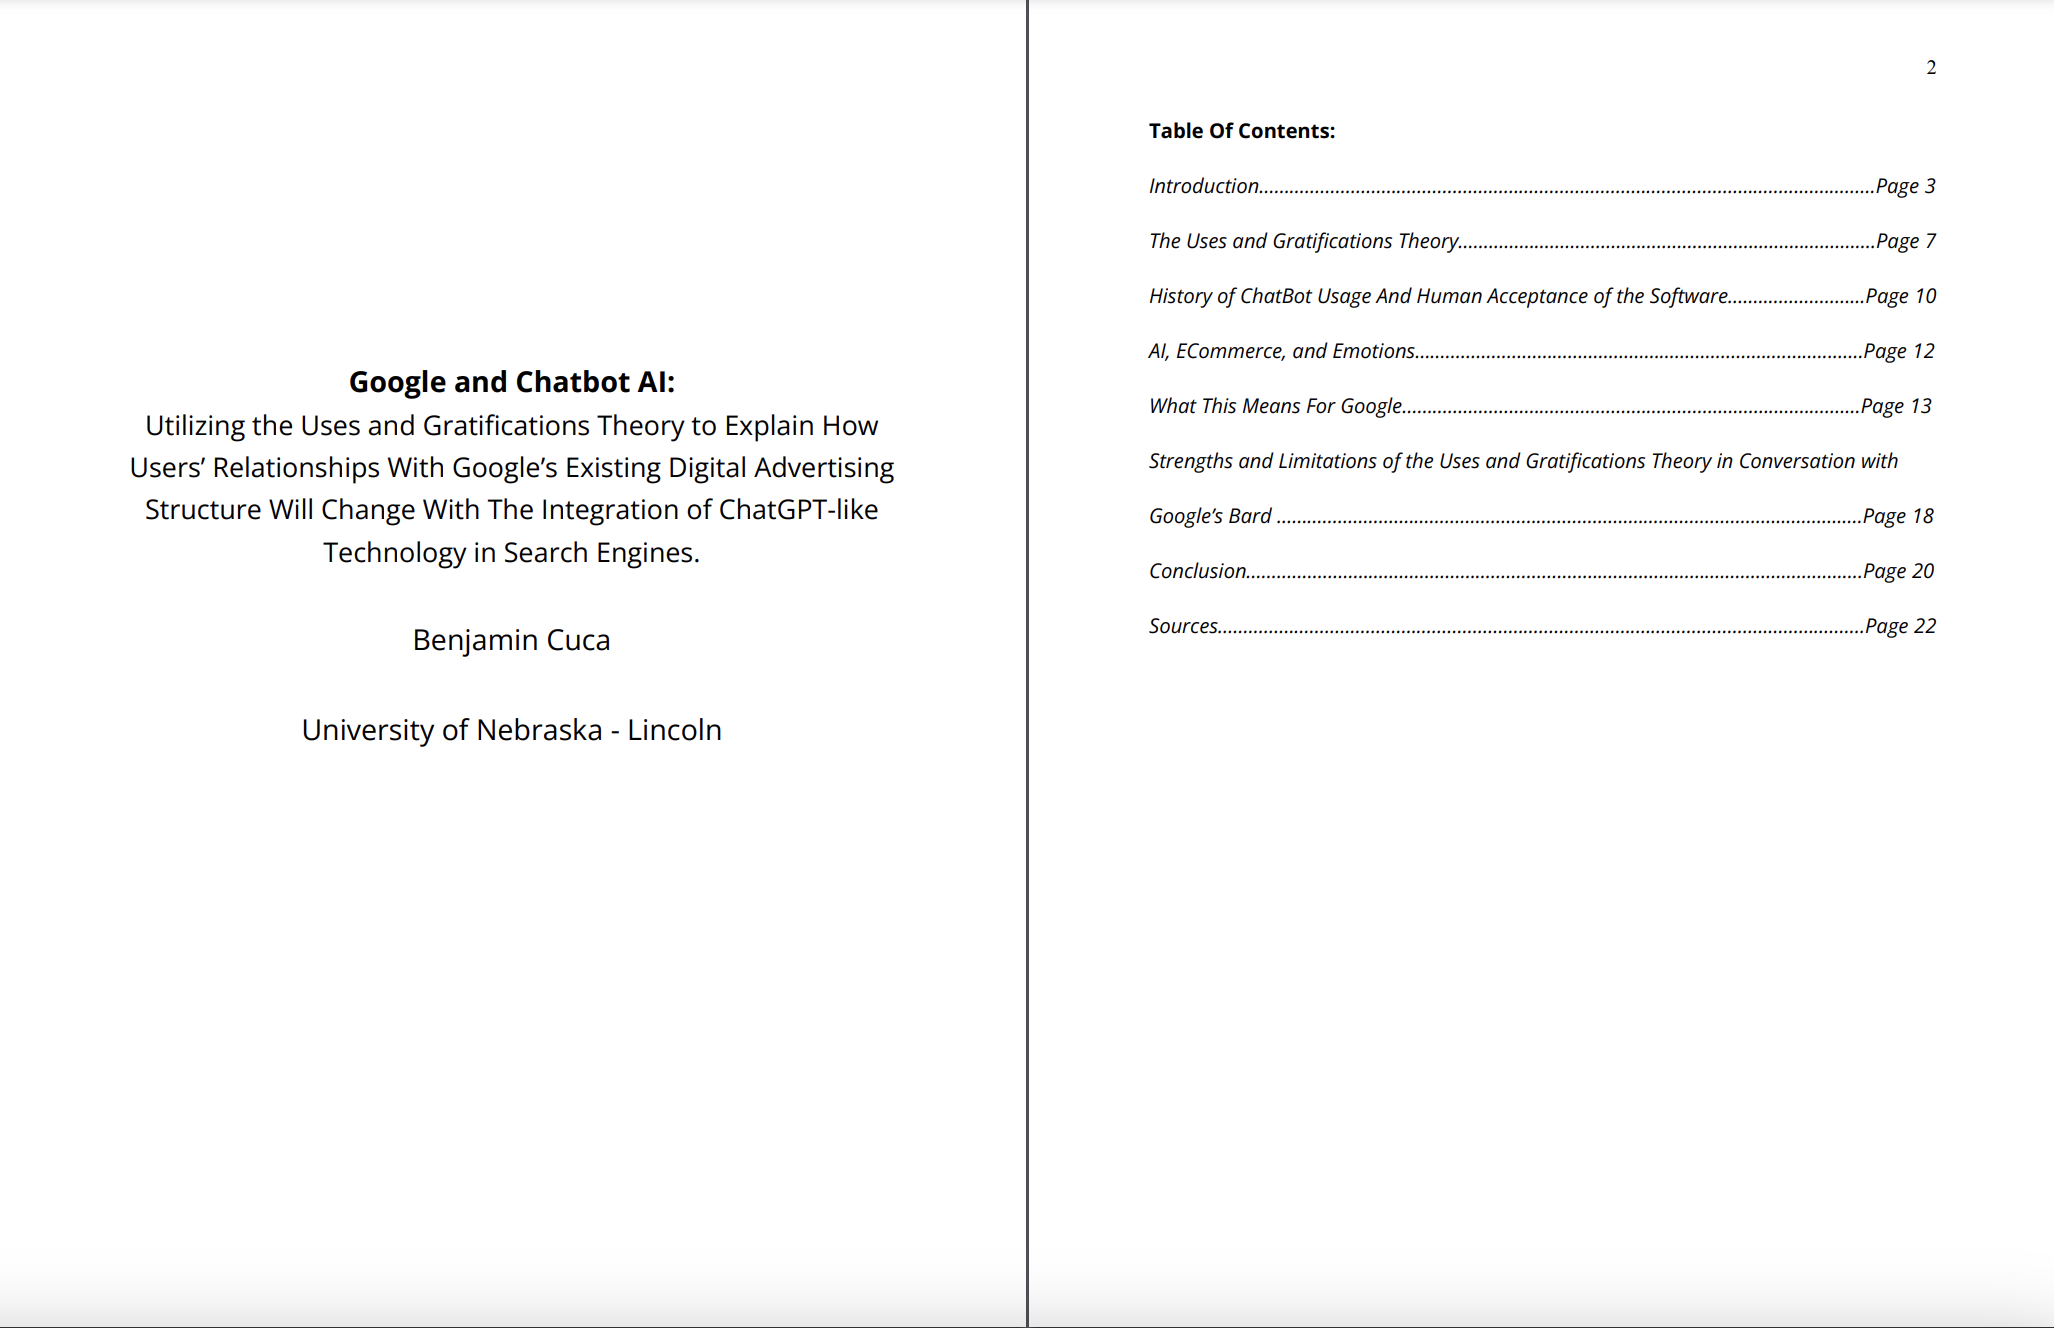 Google and Chatbot AI:
Utilizing the Uses and Gratifications Theory to Explain How
Users’ Relationships With Google’s Existing Digital Advertising
Structure Will Change With The Integration of ChatGPT-like
Technology in Search Engines.
Benjamin Cuca
University of Nebraska - Lincoln
2
Table Of Contents:
Introduction..........................................................................................................................Page 3
The Uses and Gratifications Theory..................................................................................Page 7
History of ChatBot Usage And Human Acceptance of the Software...........................Page 10
AI, ECommerce, and Emotions........................................................................................Page 12
What This Means For Google..........................................................................................Page 13
Strengths and Limitations of the Uses and Gratifications Theory in Conversation with
Google’s Bard ...................................................................................................................Page 18
Conclusion.........................................................................................................................Page 20
Sources...............................................................................................................................Page 22